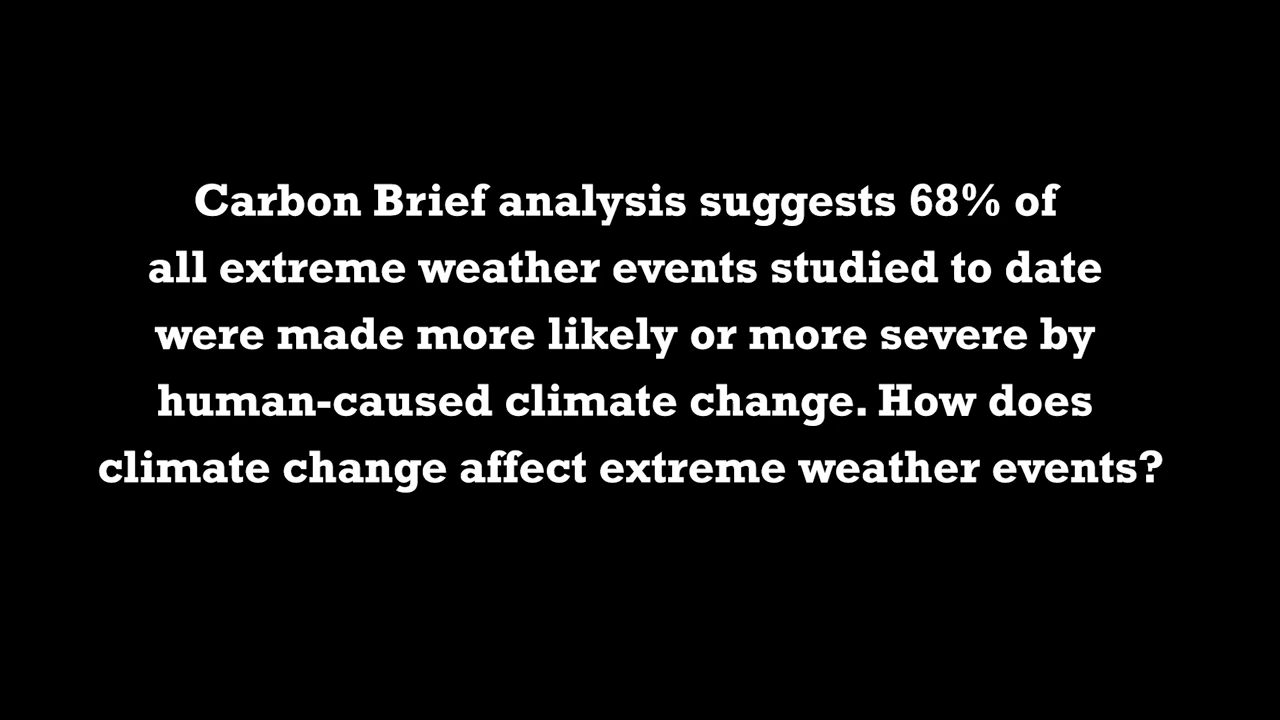 Carbon Brief analysis suggests 68% of
all extreme weather events studied to date
were made more likely or more severe by
human-caused climate change. How does
climate change affect extreme weather events?